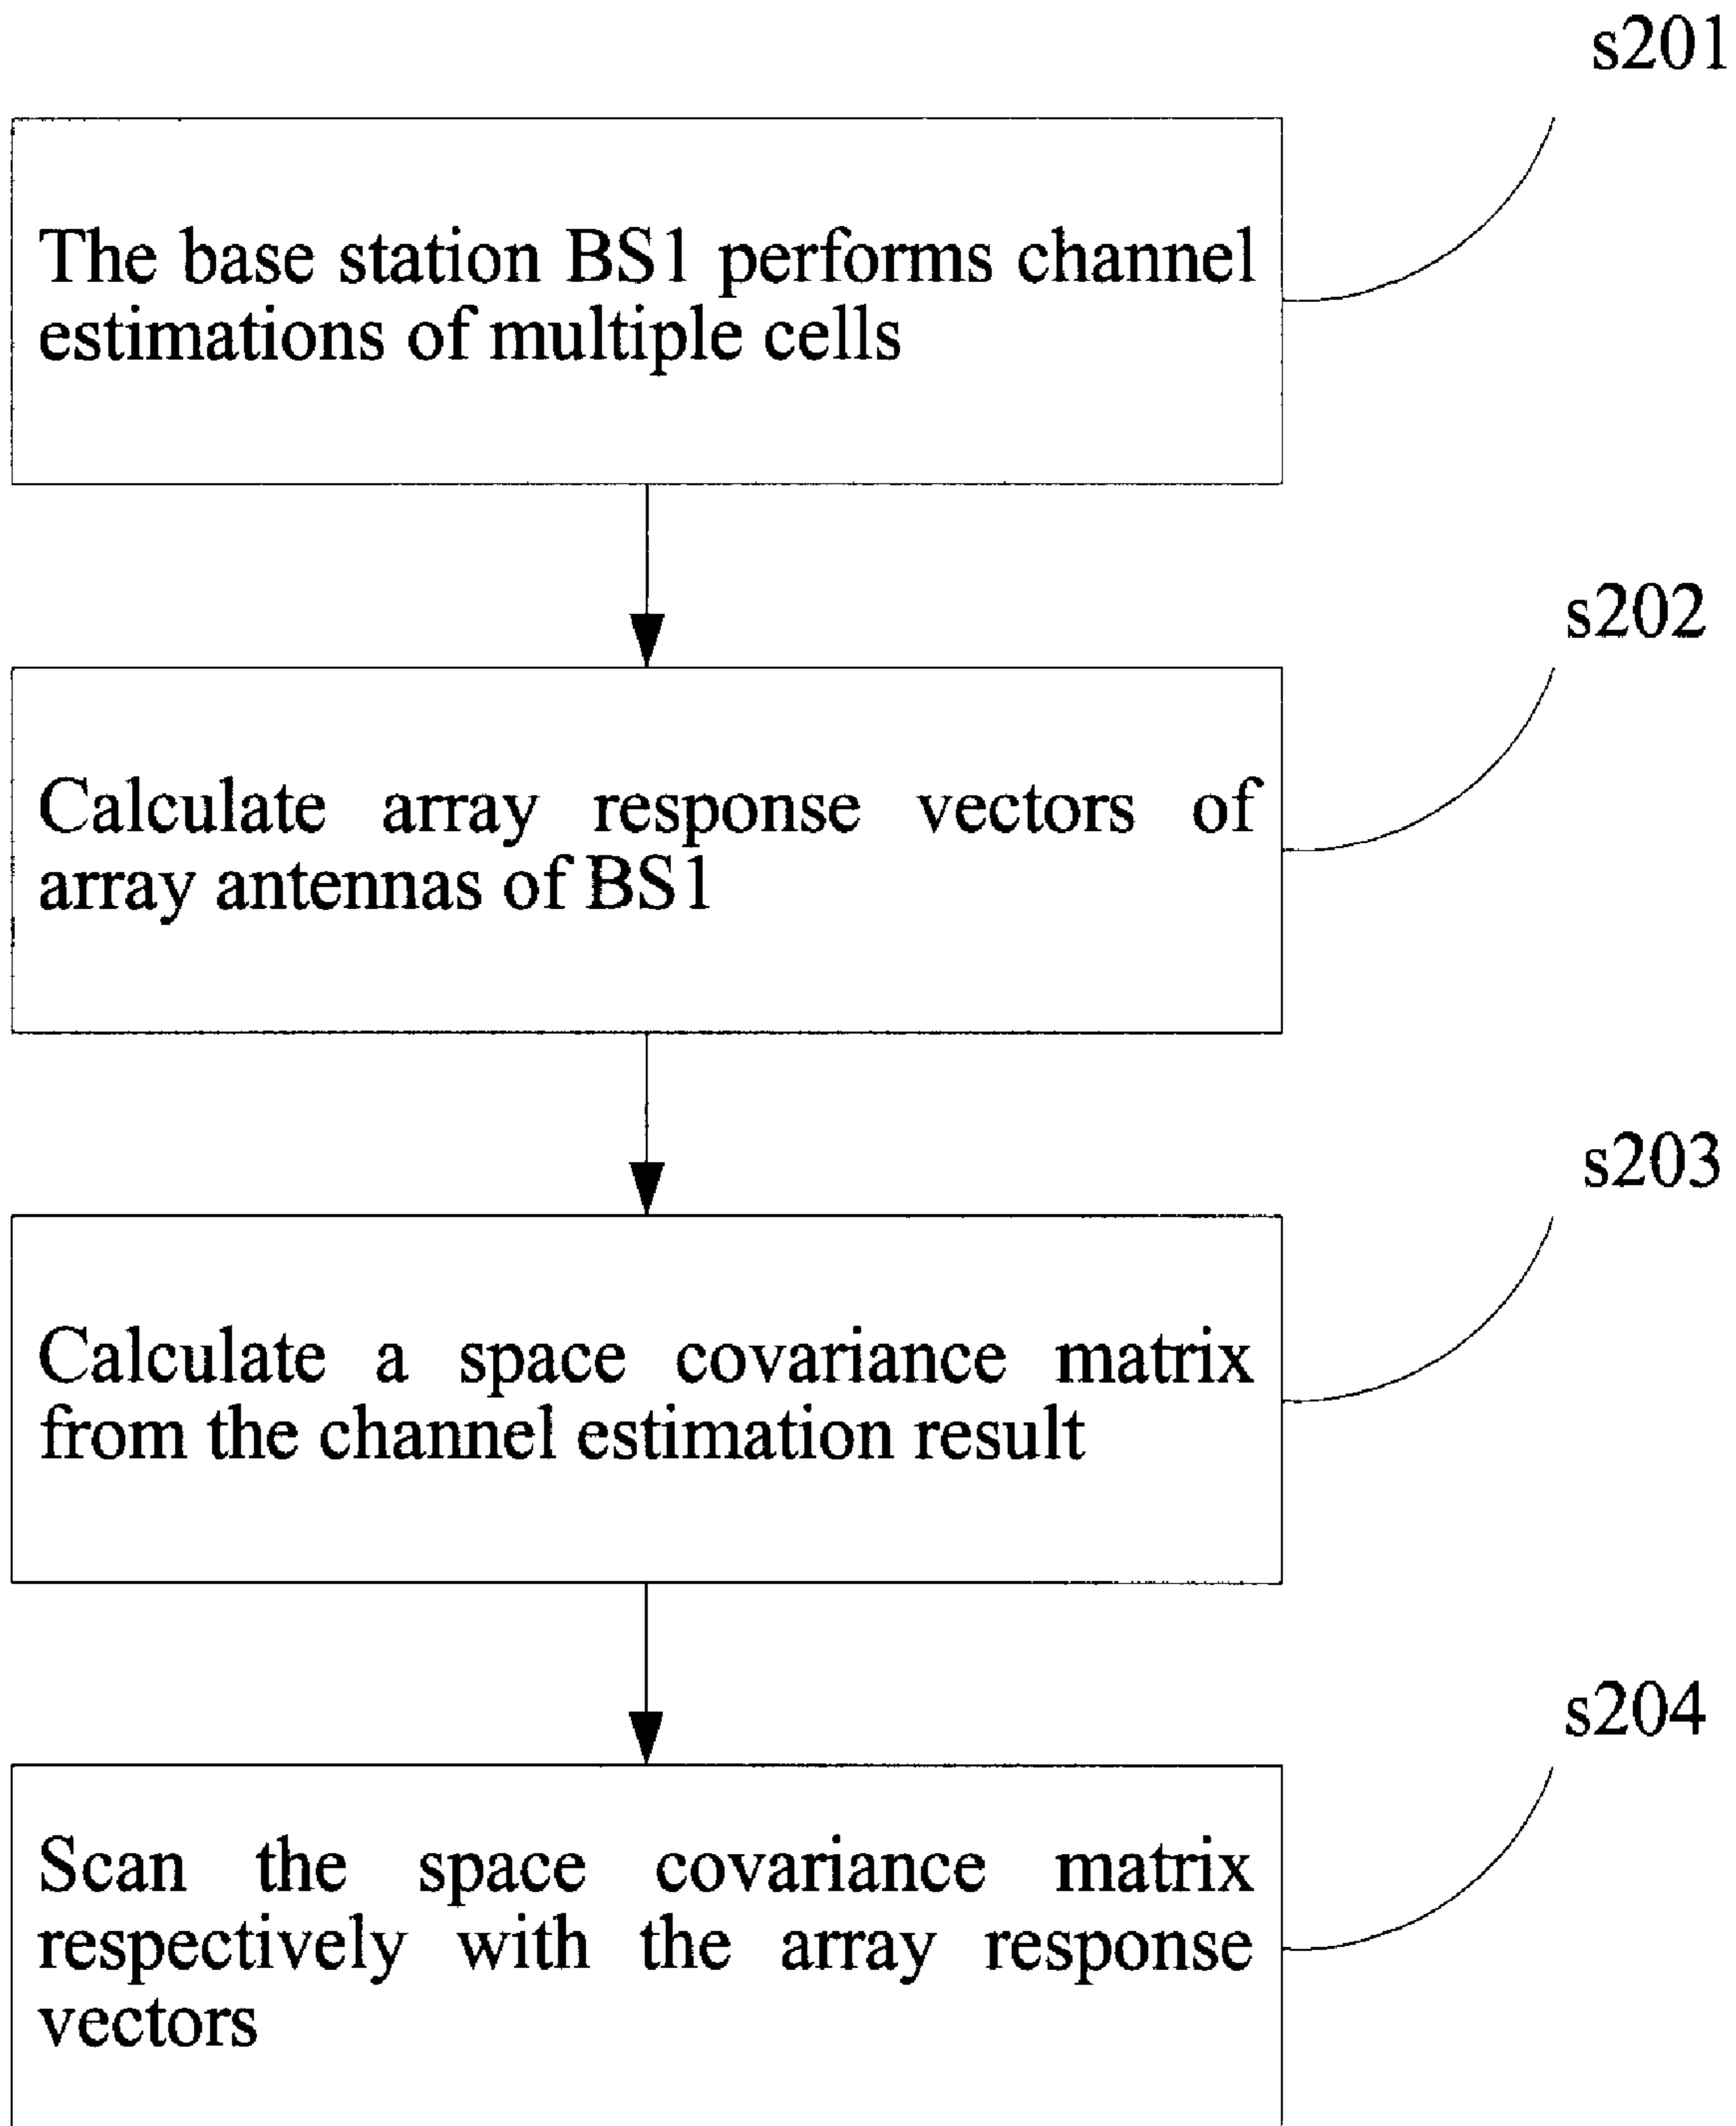 s201
The base station BS1 performs channel
estimations of multiple cells
s202
Calculate array response vectors of
array antennas of BS1
s203
Calculate a space covariance matrix
from the channel estimation result
s204
Scan the space covariance matrix
respectively with the array response
vectors